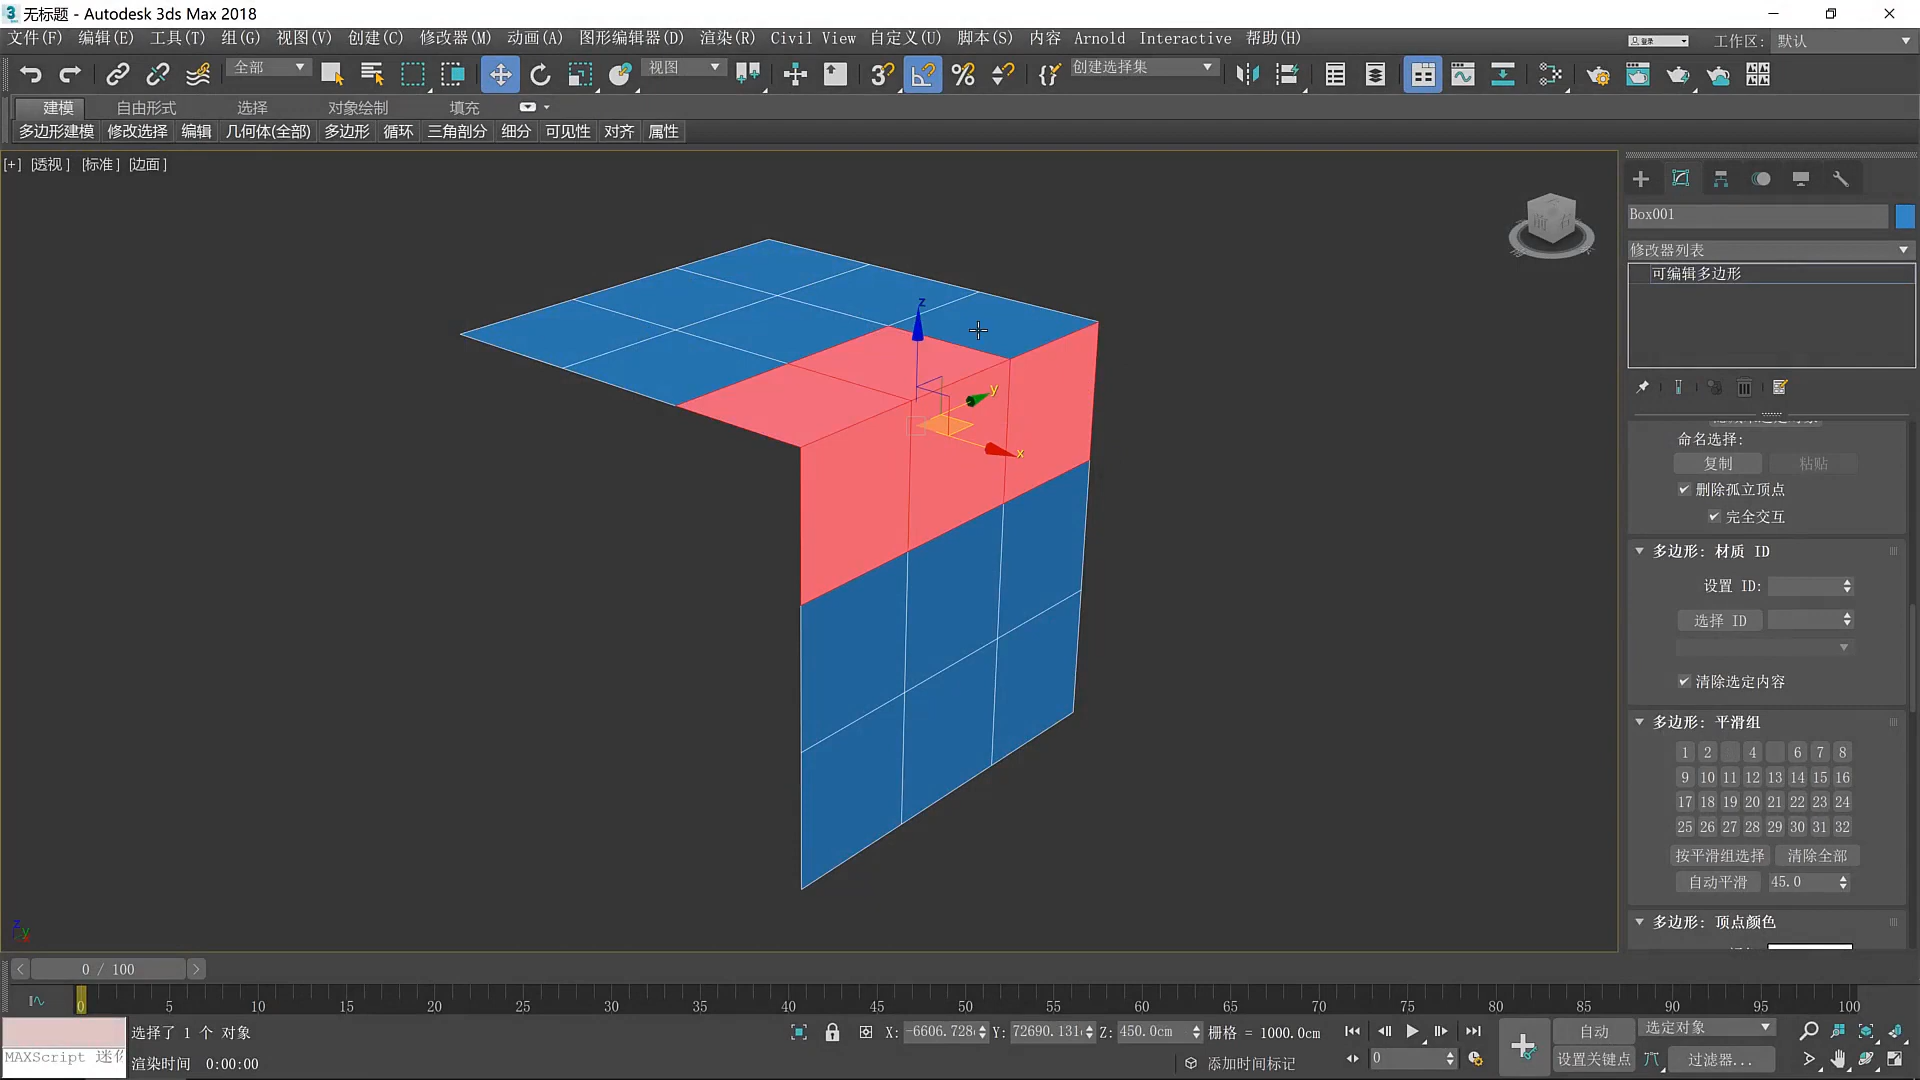 无标题 - Autodesk 3ds Max 2018
文件(F) 编辑(E) 工具(T) 组(G) 视图(V) 创建(C) 修改器(M) 动画(A) 图形编辑器(D) 渲染(R) Civil View 自定义(U) 脚本(S) 内容 Arnold Interactive 帮助(H) 登录 工作区: 默认
全部 视图 创建选择集
建模 自由形式 选择 对象绘制 填充
多边形建模 修改选择 编辑 几何体(全部) 多边形 循环 三角剖分 细分 可见性 对齐 属性
[+] [透视] [标准] [边面]
前 右
Box001
修改器列表
可编辑多边形
z
y
x
命名选择:
复制 粘贴
删除孤立顶点
完全交互
多边形: 材质 ID
设置 ID:
选择 ID
清除选定内容
多边形: 平滑组
1 2 4 6 7 8
9 10 11 12 13 14 15 16
17 18 19 20 21 22 23 24
25 26 27 28 29 30 31 32
按平滑组选择 清除全部
自动平滑 45.0
多边形: 顶点颜色
z
y
0 / 100
0 5 10 15 20 25 30 35 40 45 50 55 60 65 70 75 80 85 90 95 100
选择了 1 个 对象 X: -6606.728 Y: 72690.131 Z: 450.0cm 栅格 = 1000.0cm 自动 选定对象
MAXScript 迷 渲染时间 0:00:00 添加时间标记 0 设置关键点 过滤器...